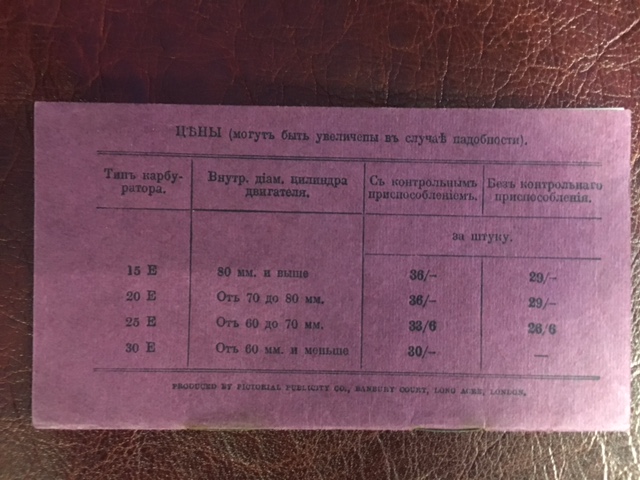 ЦѢНЫ (могутъ быть увеличены въ случаѣ надобности).
Типъ карбу-
ратора.
Внутр. діам. цилиндра
двигателя.
Съ контрольнымъ
приспособленіемъ.
Безъ контрольнаго
приспособленія.
за штуку.
15 Е 80 мм. и выше 36/– 29/–
20 Е Отъ 70 до 80 мм. 36/– 29/–
25 Е Отъ 60 до 70 мм. 33/6 26/6
30 Е Отъ 60 мм. и меньше 30/– —
PRODUCED BY PICTORIAL PUBLICITY CO., BANBURY COURT, LONG ACRE, LONDON.